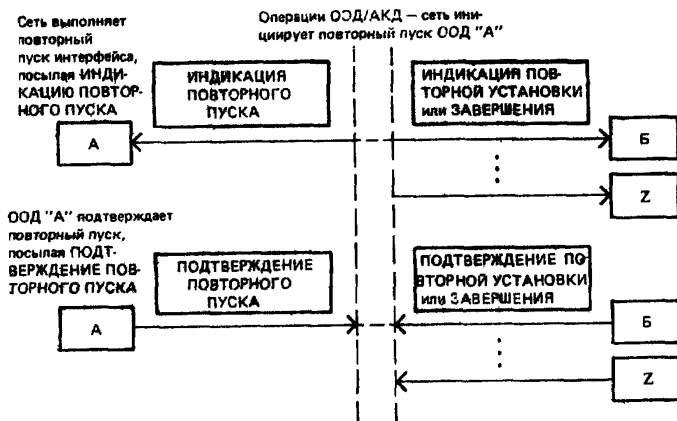 Операции ООД/АКД — сеть ини-
циирует повторный пуск ООД "А"
Сеть выполняет
повторный
пуск интерфейса,
посылая ИНДИ-
КАЦИЮ ПОВТОР-
НОГО ПУСКА
ИНДИКАЦИЯ
ПОВТОРНОГО
ПУСКА
ИНДИКАЦИЯ ПОВ-
ТОРНОЙ УСТАНОВКИ
или ЗАВЕРШЕНИЯ
А
Б
Z
ООД "А" подтверждает
повторный пуск,
посылая ПОДТ-
ВЕРЖДЕНИЕ ПОВ-
ТОРНОГО ПУСКА
ПОДТВЕРЖДЕНИЕ
ПОВТОРНОГО
ПУСКА
ПОДТВЕРЖДЕНИЕ ПО-
ВТОРНОЙ УСТАНОВКИ
или ЗАВЕРШЕНИЯ
А
Б
Z